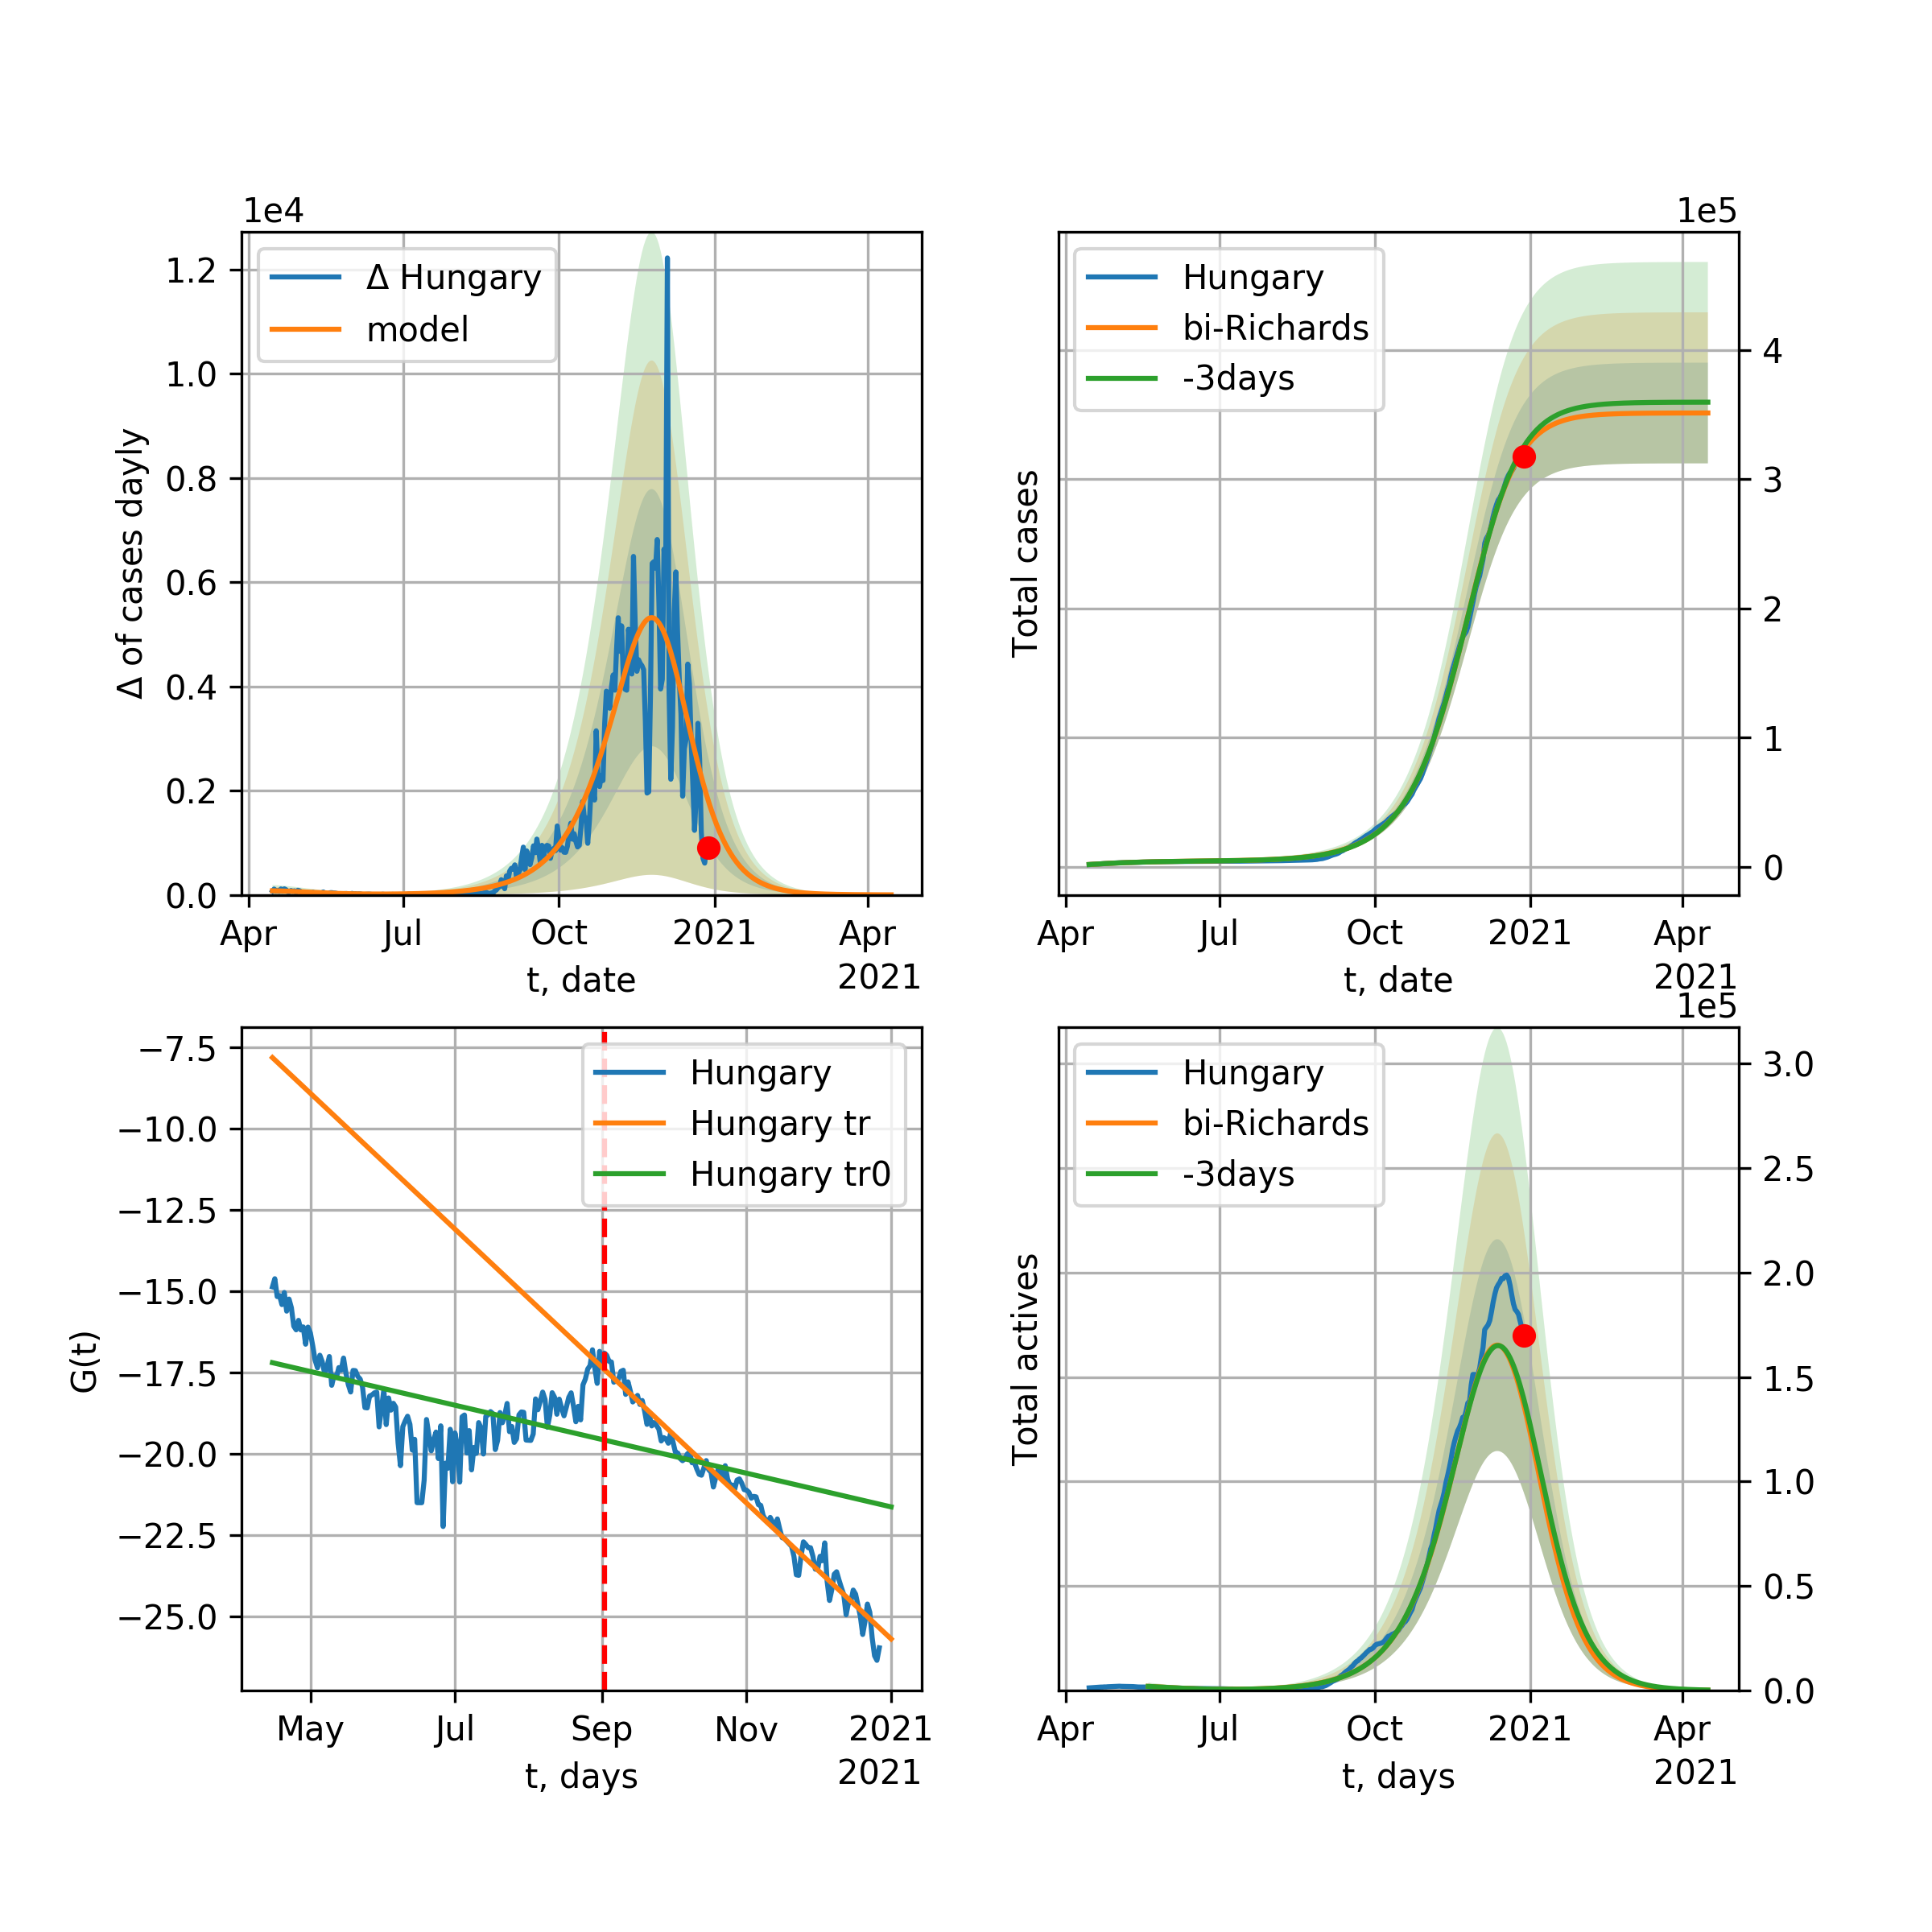 1e4
1.2
1.0
0.8
0.6
0.4
0.2
0.0
Δ of cases dayly
Δ Hungary
model
Apr
Jul
Oct
2021
Apr
t, date
2021
1e5
Total cases
Hungary
bi-Richards
-3days
4
3
2
1
0
Apr
Jul
Oct
2021
Apr
t, date
2021
−7.5
−10.0
−12.5
−15.0
−17.5
−20.0
−22.5
−25.0
G(t)
Hungary
Hungary tr
Hungary tr0
May
Jul
Sep
Nov
2021
t, days
2021
1e5
Total actives
Hungary
bi-Richards
-3days
3.0
2.5
2.0
1.5
1.0
0.5
0.0
Apr
Jul
Oct
2021
Apr
t, days
2021